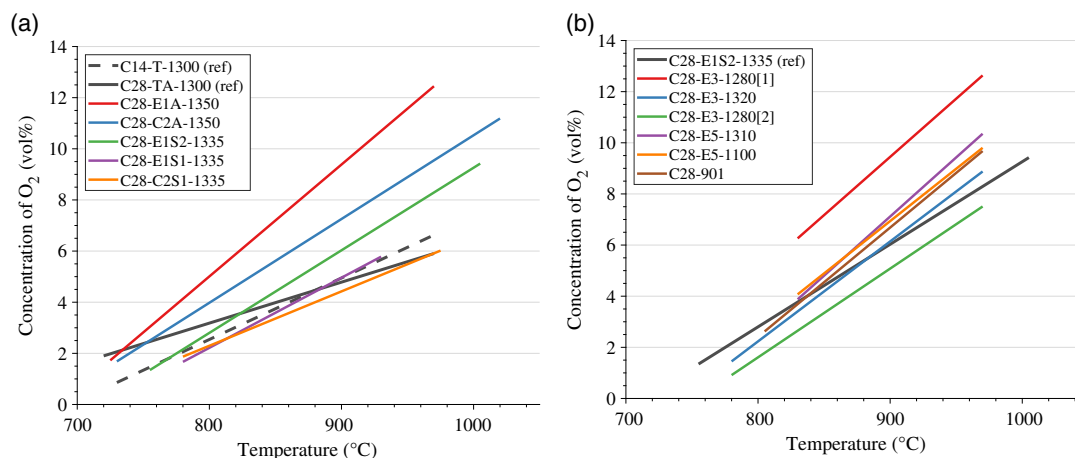 (a)
Concentration of O2 (vol%)
14
12
10
8
6
4
2
0
C14-T-1300 (ref)
C28-TA-1300 (ref)
C28-E1A-1350
C28-C2A-1350
C28-E1S2-1335
C28-E1S1-1335
C28-C2S1-1335
700
800
900
1000
Temperature (°C)
(b)
Concentration of O2 (vol%)
14
12
10
8
6
4
2
0
C28-E1S2-1335 (ref)
C28-E3-1280[1]
C28-E3-1320
C28-E3-1280[2]
C28-E5-1310
C28-E5-1100
C28-901
700
800
900
1000
Temperature (°C)